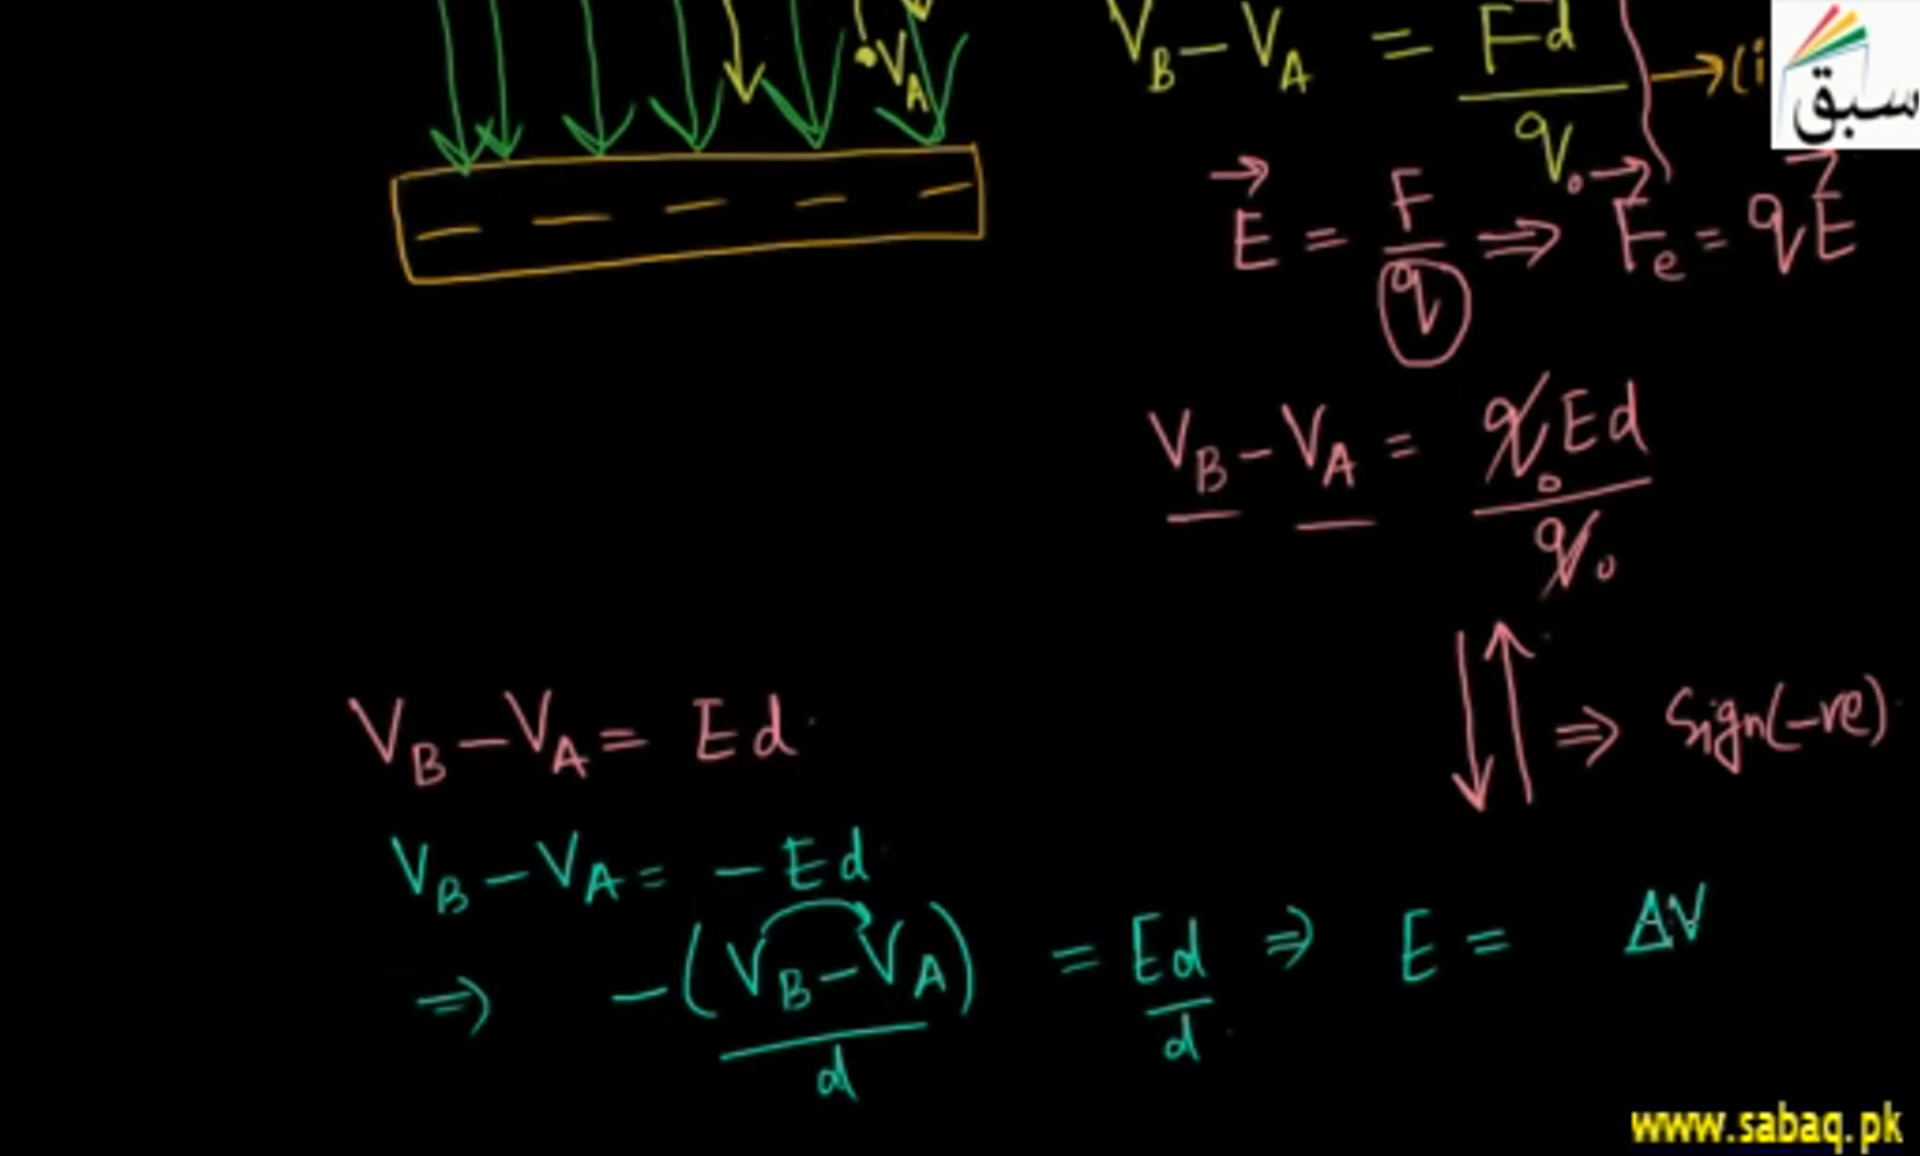 V_A
V_B - V_A = Fd / q₀ → (i
سبق
E⃗ = F / q ⇒ F⃗_e = qE⃗
V_B - V_A = q₀Ed / q₀
⇒ Sign(-ve)
V_B - V_A = Ed
V_B - V_A = - Ed
⇒ -(V_B - V_A) / d = Ed / d ⇒ E = ΔV
www.sabaq.pk